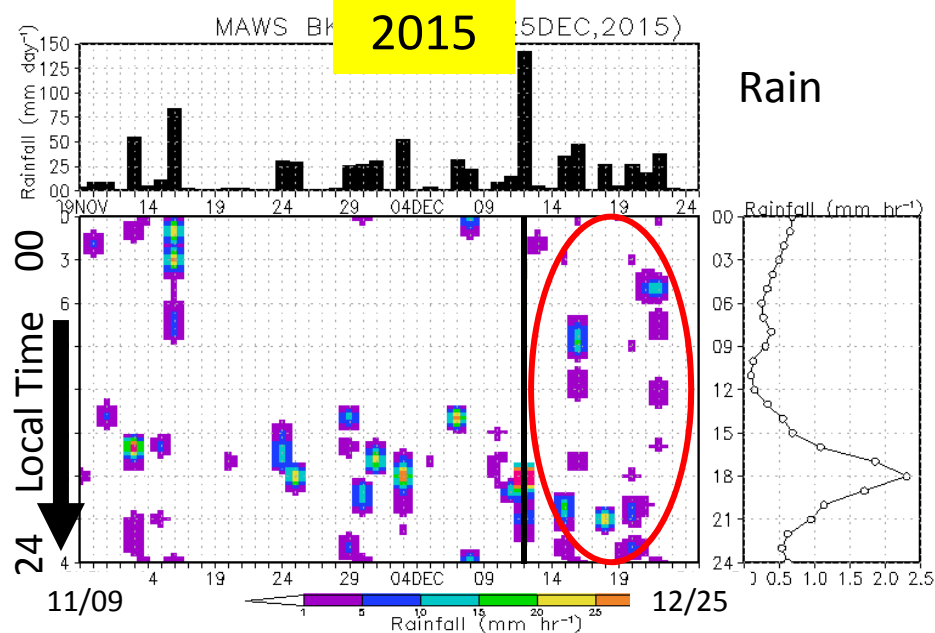 MAWS BK 2015 5DEC,2015)
Rain
Rainfall (mm day⁻¹)
150
125
100
75
50
25
00
09NOV 14 19 24 29 04DEC 09 14 19 24
Rainfall (mm hr⁻¹)
24 Local Time 00
0
3
6
4
4 19 24 29 04DEC 09 14 19
00
03
06
09
12
15
18
21
24
0.5 1.0 1.5 2.0 2.5
11/09
12/25
1 5 10 15 20 25
Rainfall (mm hr⁻¹)